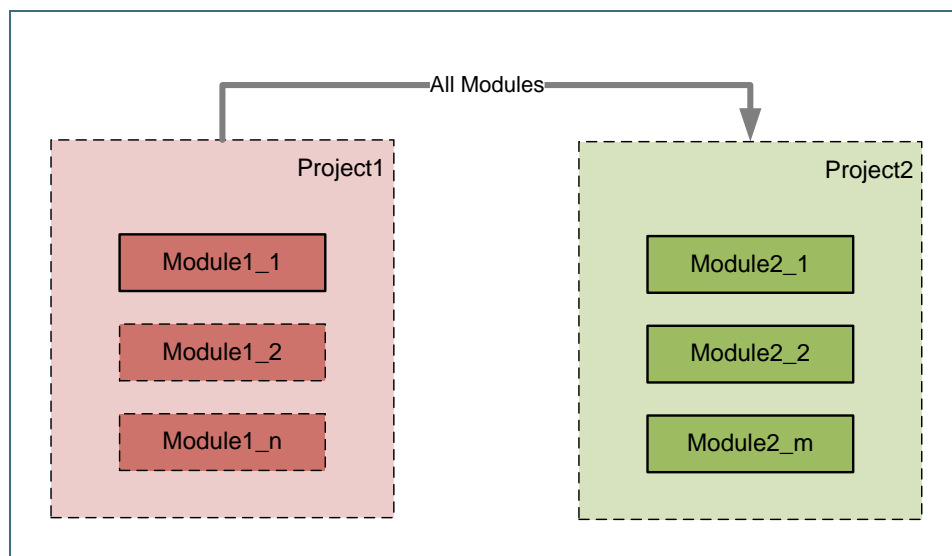 All Modules
Project1
Module1_1
Module1_2
Module1_n
Project2
Module2_1
Module2_2
Module2_m